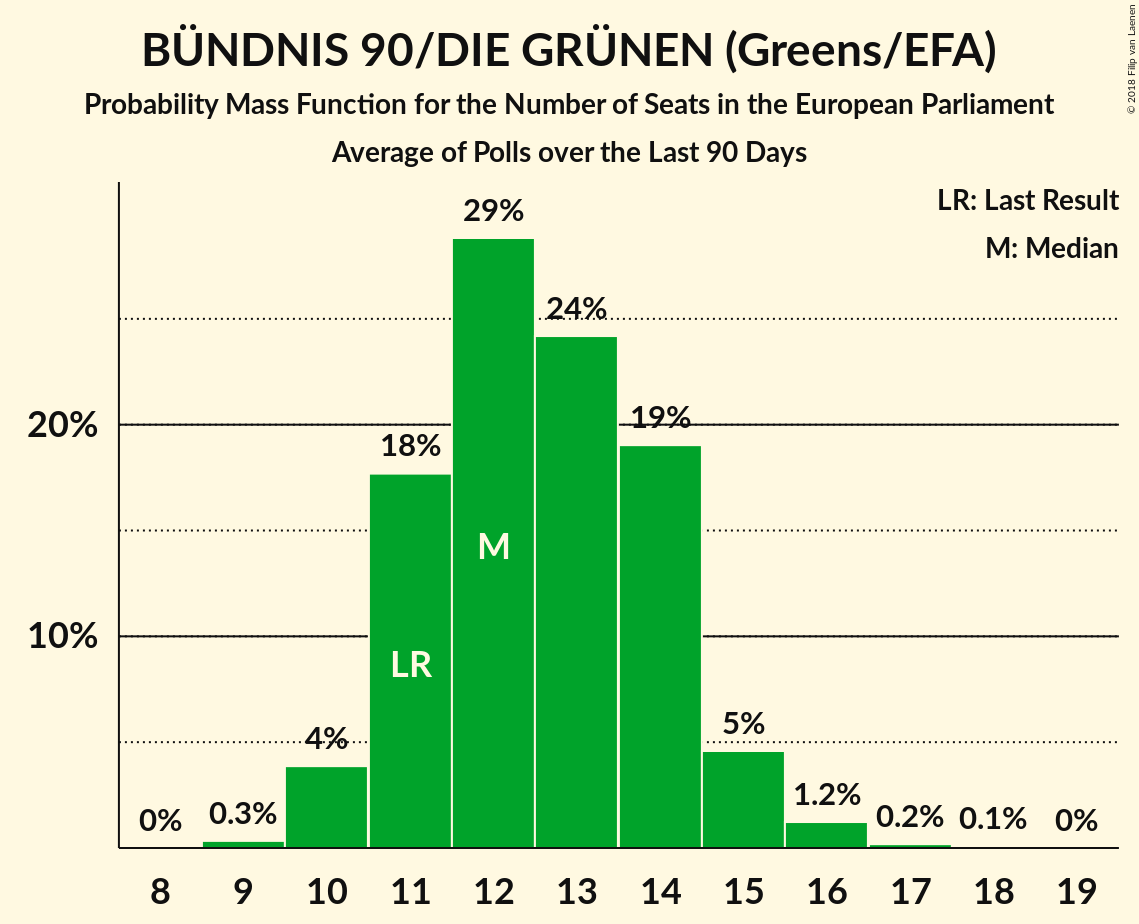 BÜNDNIS 90/DIE GRÜNEN (Greens/EFA)
Probability Mass Function for the Number of Seats in the European Parliament
Average of Polls over the Last 90 Days
© 2018 Filip van Laenen
LR: Last Result
M: Median
20%
10%
0%
0.3%
4%
18%
29%
24%
19%
5%
1.2%
0.2%
0.1%
0%
LR
M
8 9 10 11 12 13 14 15 16 17 18 19